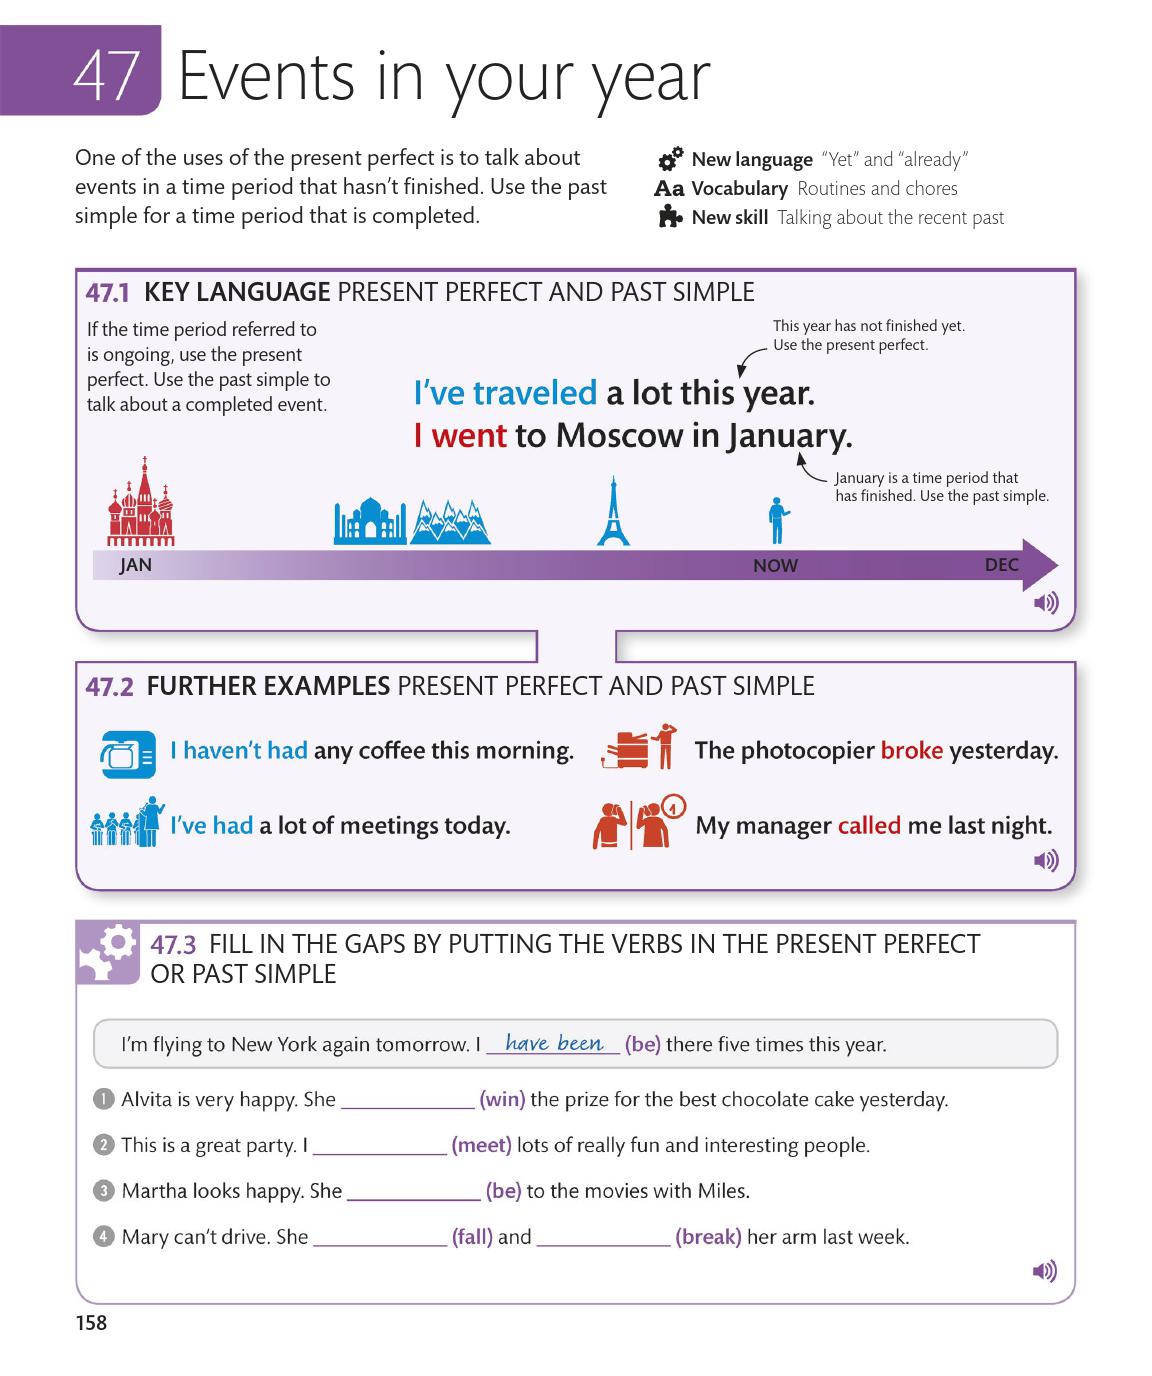 47 Events in your year
One of the uses of the present perfect is to talk about
events in a time period that hasn't finished. Use the past
simple for a time period that is completed.
New language "Yet" and "already"
Aa Vocabulary Routines and chores
New skill Talking about the recent past
47.1 KEY LANGUAGE PRESENT PERFECT AND PAST SIMPLE
If the time period referred to
is ongoing, use the present
perfect. Use the past simple to
talk about a completed event.
This year has not finished yet.
Use the present perfect.
I've traveled a lot this year.
I went to Moscow in January.
January is a time period that
has finished. Use the past simple.
JAN NOW DEC
47.2 FURTHER EXAMPLES PRESENT PERFECT AND PAST SIMPLE
I haven't had any coffee this morning.
The photocopier broke yesterday.
I've had a lot of meetings today.
My manager called me last night.
47.3 FILL IN THE GAPS BY PUTTING THE VERBS IN THE PRESENT PERFECT
OR PAST SIMPLE
I'm flying to New York again tomorrow. I have been (be) there five times this year.
1 Alvita is very happy. She ____________ (win) the prize for the best chocolate cake yesterday.
2 This is a great party. I ____________ (meet) lots of really fun and interesting people.
3 Martha looks happy. She ____________ (be) to the movies with Miles.
4 Mary can't drive. She ____________ (fall) and ____________ (break) her arm last week.
158